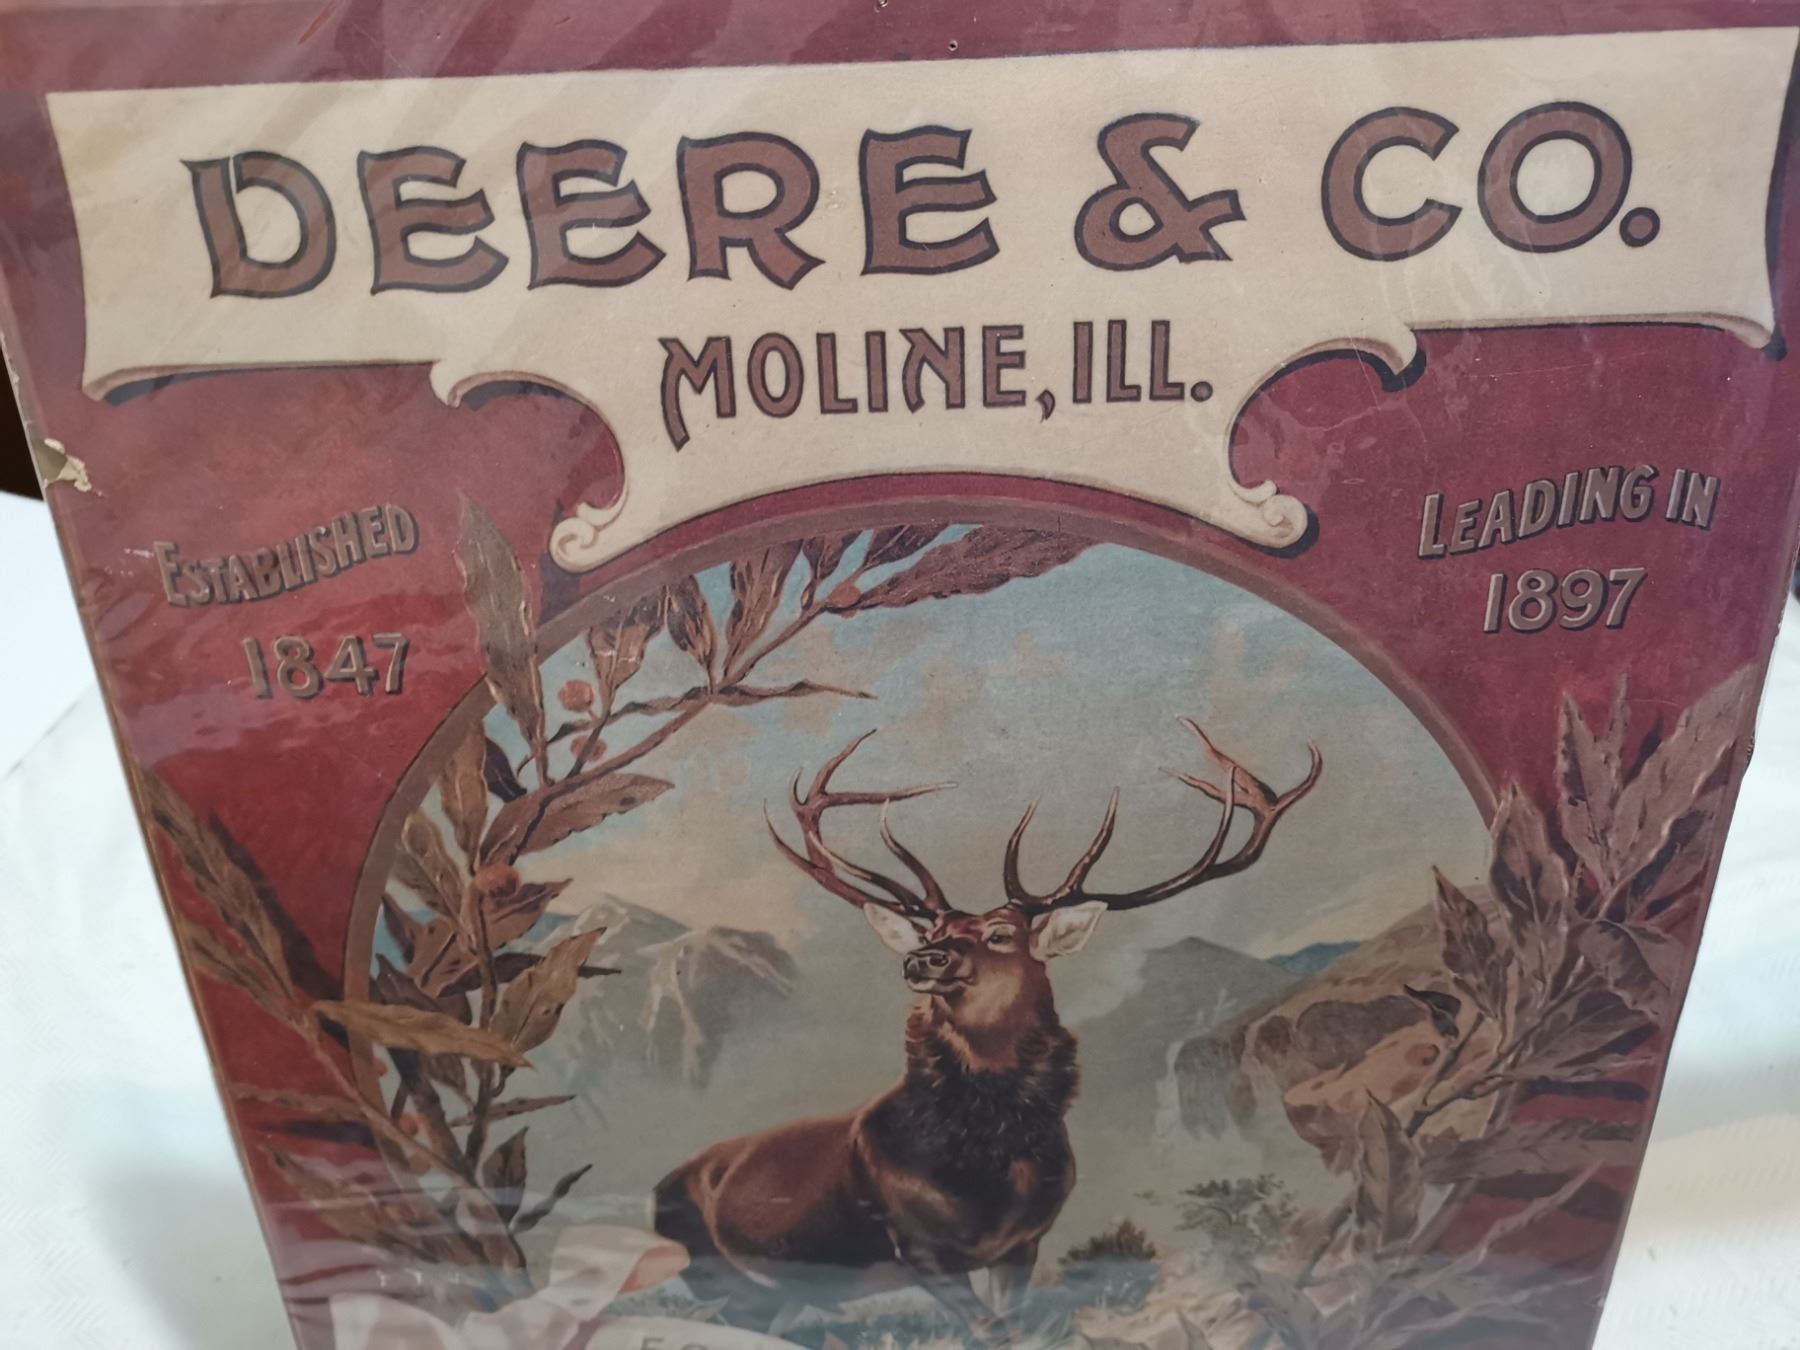 DEERE & CO.
MOLINE, ILL.
ESTABLISHED
1847
LEADING IN
1897